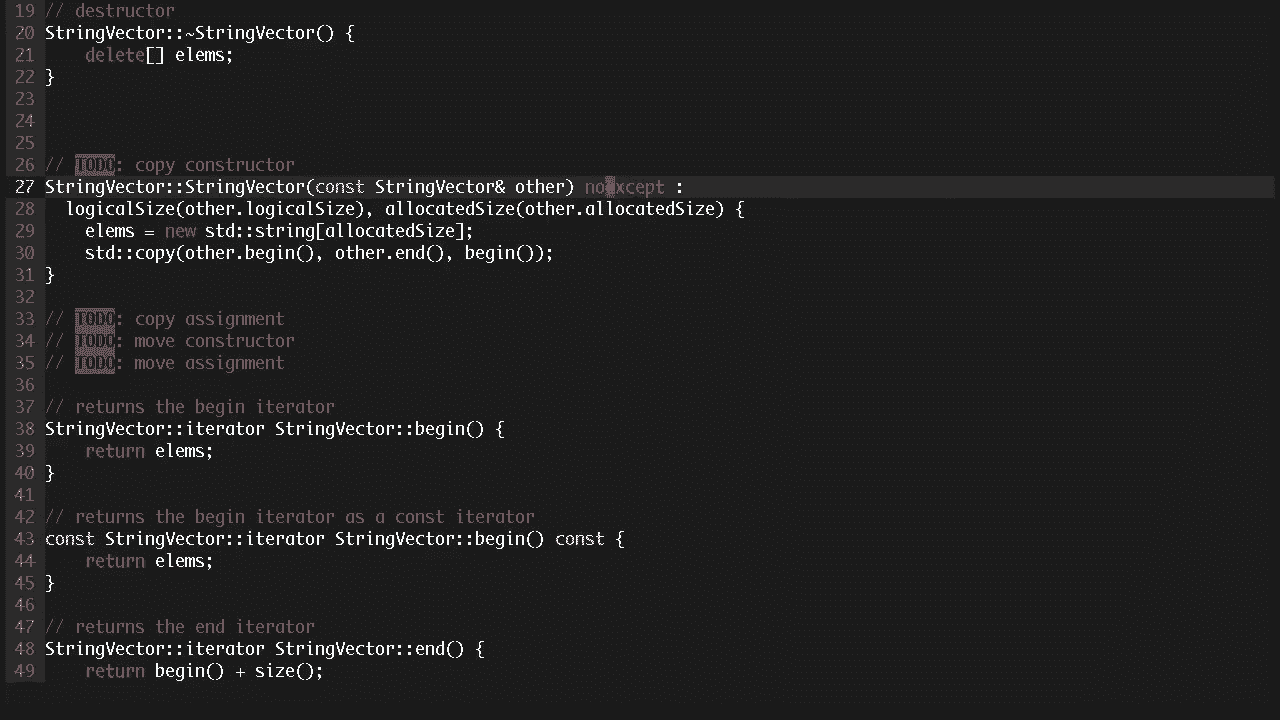 19 // destructor
20 StringVector::~StringVector() {
21     delete[] elems;
22 }
23
24
25
26 // TODO: copy constructor
27 StringVector::StringVector(const StringVector& other) noexcept :
28   logicalSize(other.logicalSize), allocatedSize(other.allocatedSize) {
29     elems = new std::string[allocatedSize];
30     std::copy(other.begin(), other.end(), begin());
31 }
32
33 // TODO: copy assignment
34 // TODO: move constructor
35 // TODO: move assignment
36
37 // returns the begin iterator
38 StringVector::iterator StringVector::begin() {
39     return elems;
40 }
41
42 // returns the begin iterator as a const iterator
43 const StringVector::iterator StringVector::begin() const {
44     return elems;
45 }
46
47 // returns the end iterator
48 StringVector::iterator StringVector::end() {
49     return begin() + size();